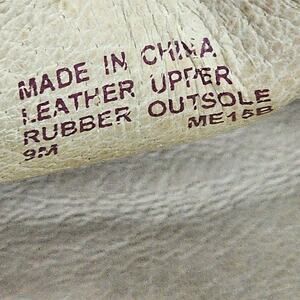 MADE IN CHINA
LEATHER UPPER
RUBBER OUTSOLE
9M ME15B